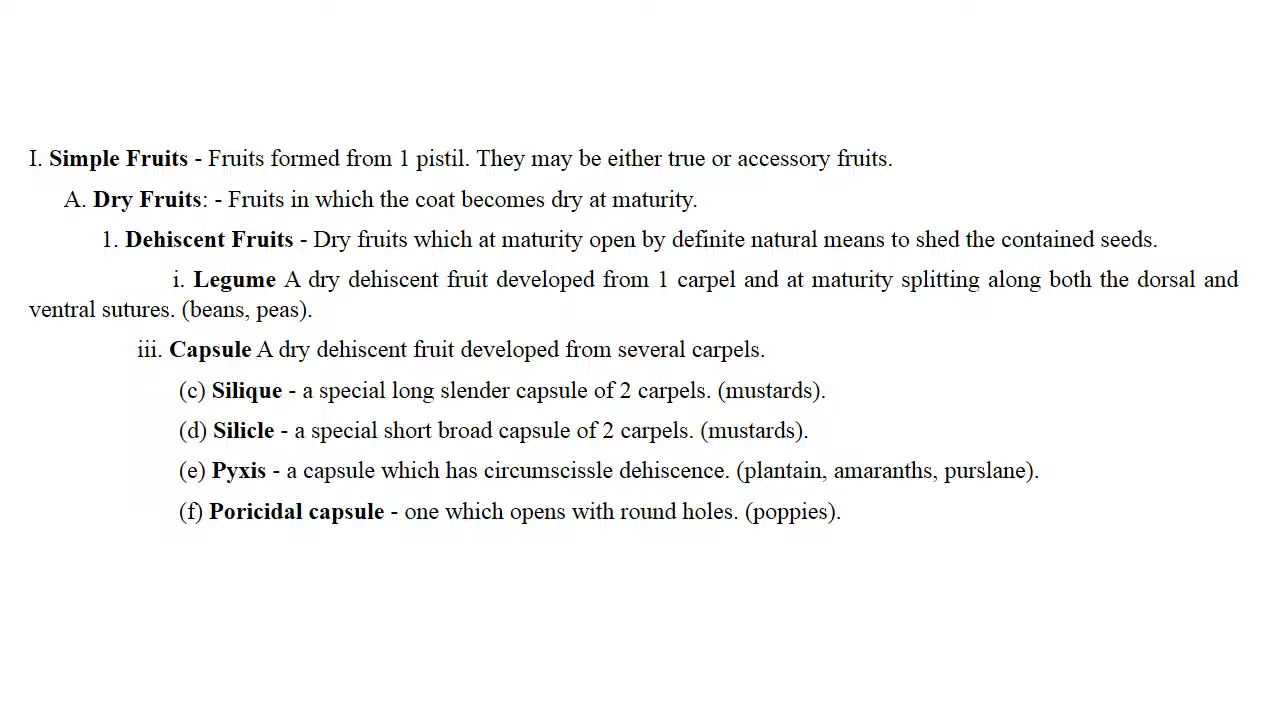 I. Simple Fruits - Fruits formed from 1 pistil. They may be either true or accessory fruits.
A. Dry Fruits: - Fruits in which the coat becomes dry at maturity.
1. Dehiscent Fruits - Dry fruits which at maturity open by definite natural means to shed the contained seeds.
i. Legume A dry dehiscent fruit developed from 1 carpel and at maturity splitting along both the dorsal and
ventral sutures. (beans, peas).
iii. Capsule A dry dehiscent fruit developed from several carpels.
(c) Silique - a special long slender capsule of 2 carpels. (mustards).
(d) Silicle - a special short broad capsule of 2 carpels. (mustards).
(e) Pyxis - a capsule which has circumscissle dehiscence. (plantain, amaranths, purslane).
(f) Poricidal capsule - one which opens with round holes. (poppies).